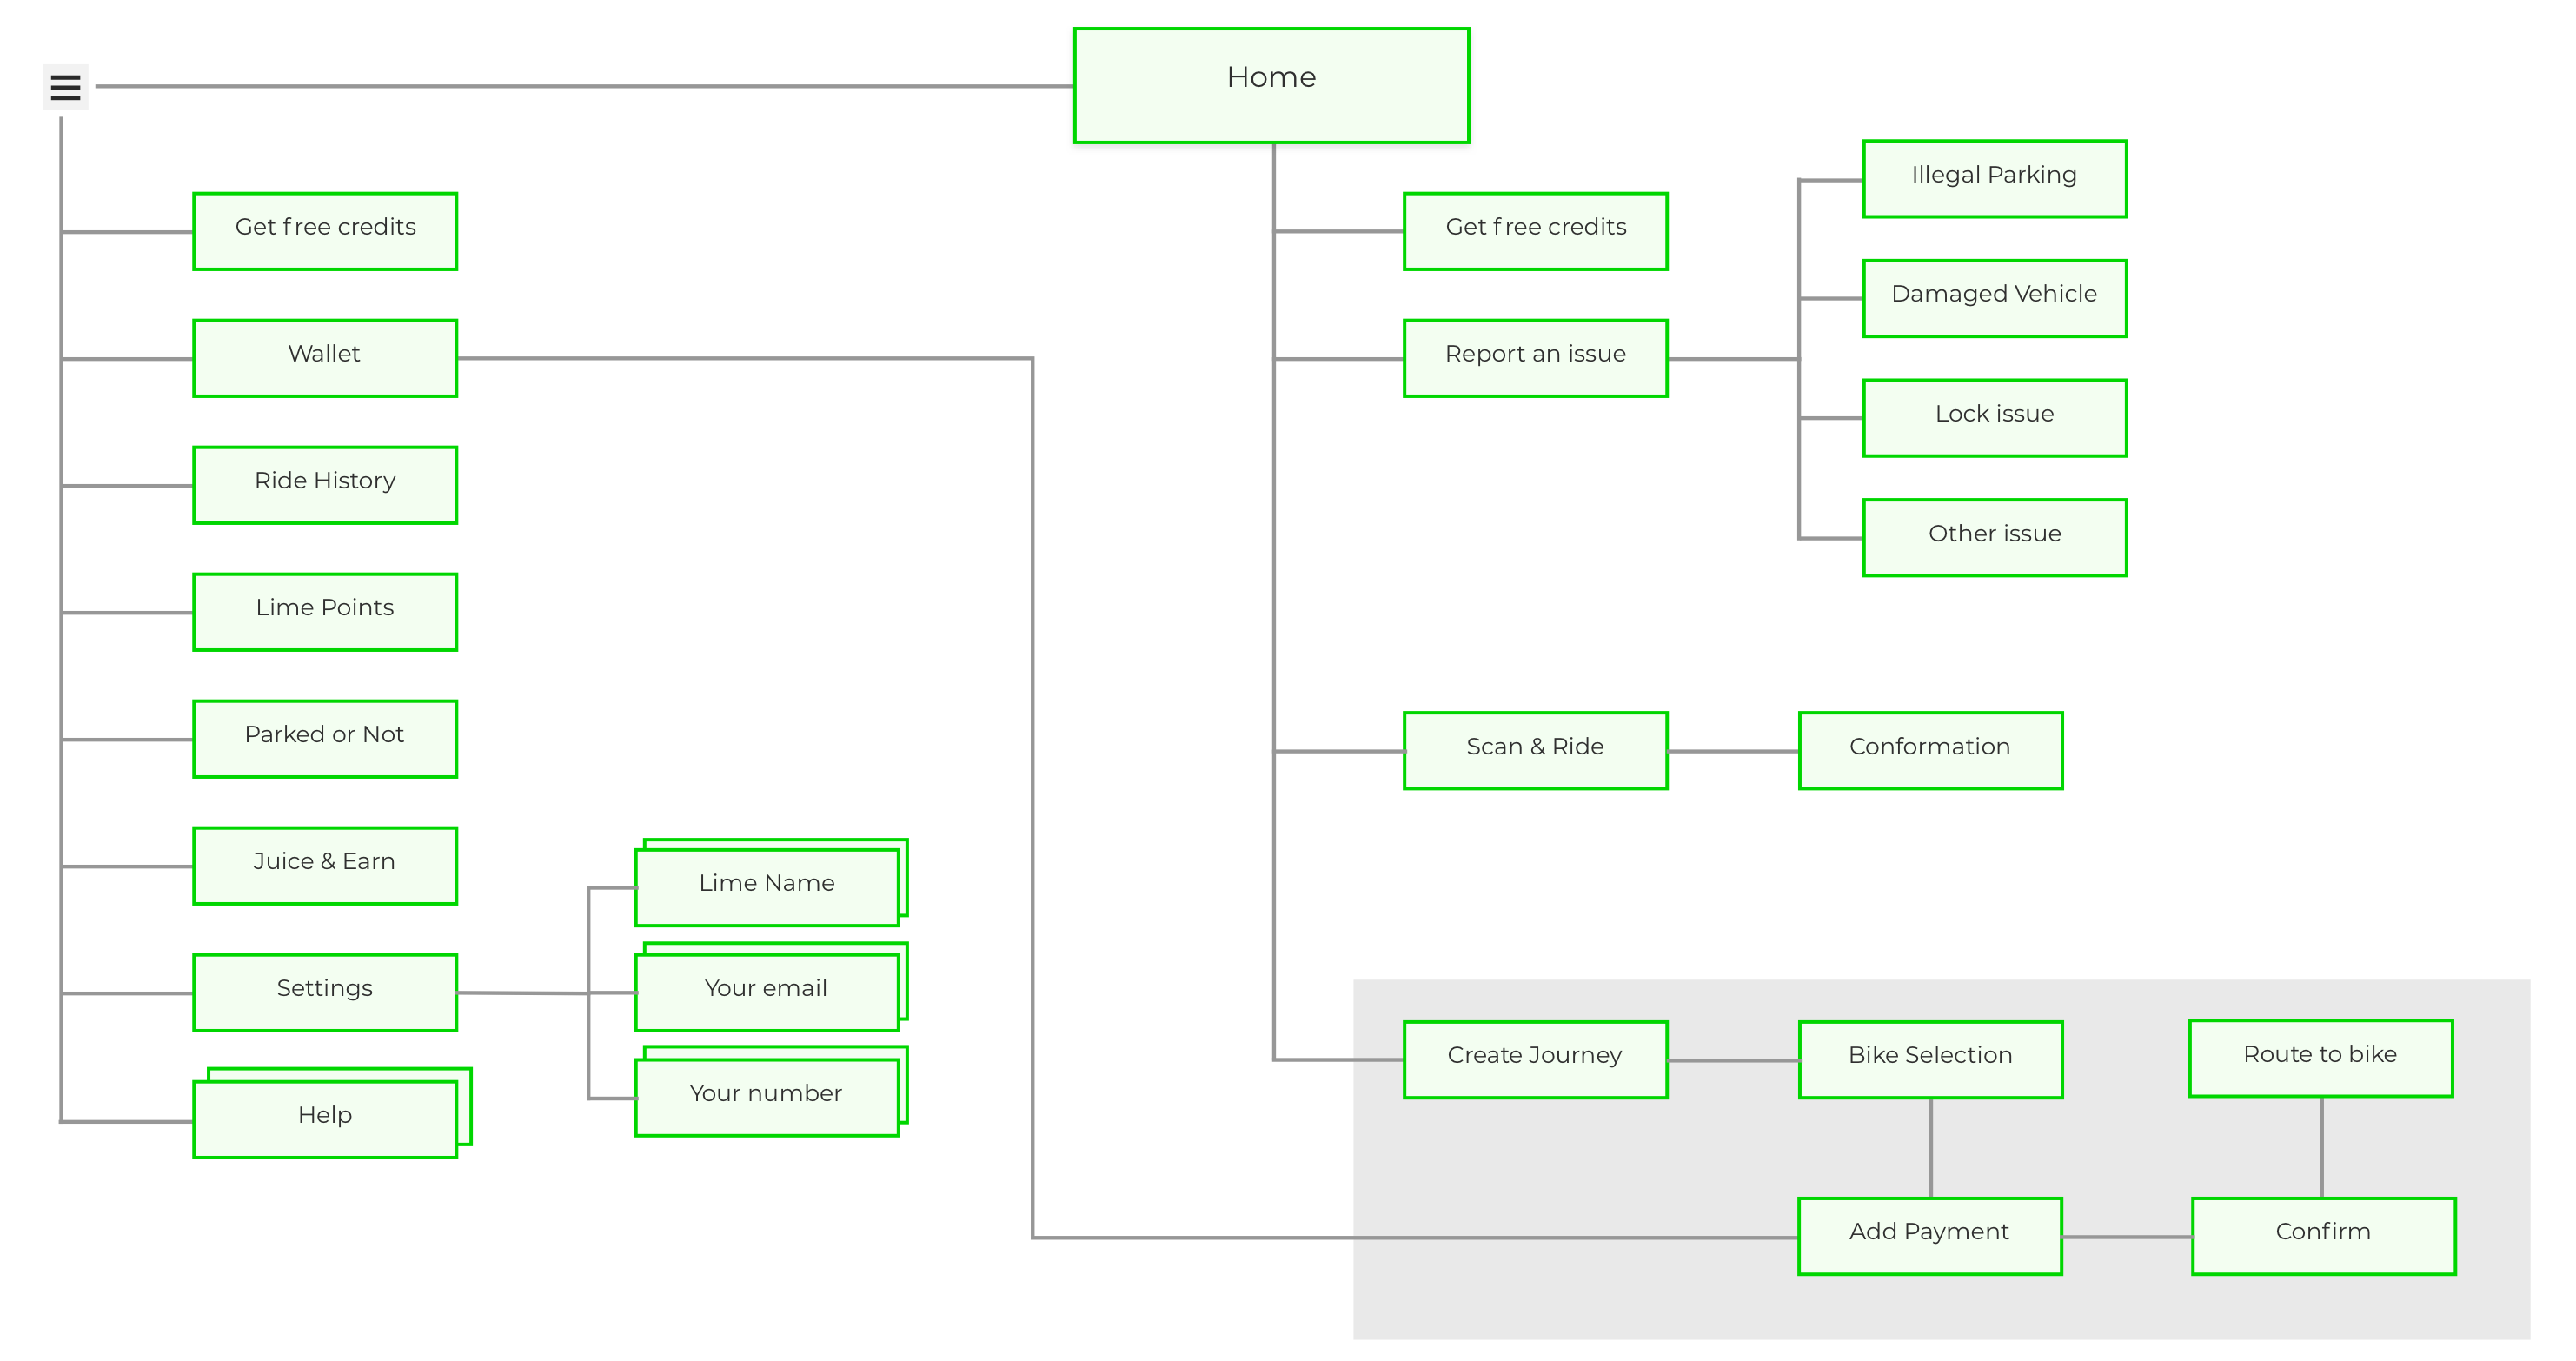 Home
Get free credits
Wallet
Ride History
Lime Points
Parked or Not
Juice & Earn
Settings
Help
Lime Name
Your email
Your number
Get free credits
Report an issue
Illegal Parking
Damaged Vehicle
Lock issue
Other issue
Scan & Ride
Conformation
Create Journey
Bike Selection
Route to bike
Add Payment
Confirm